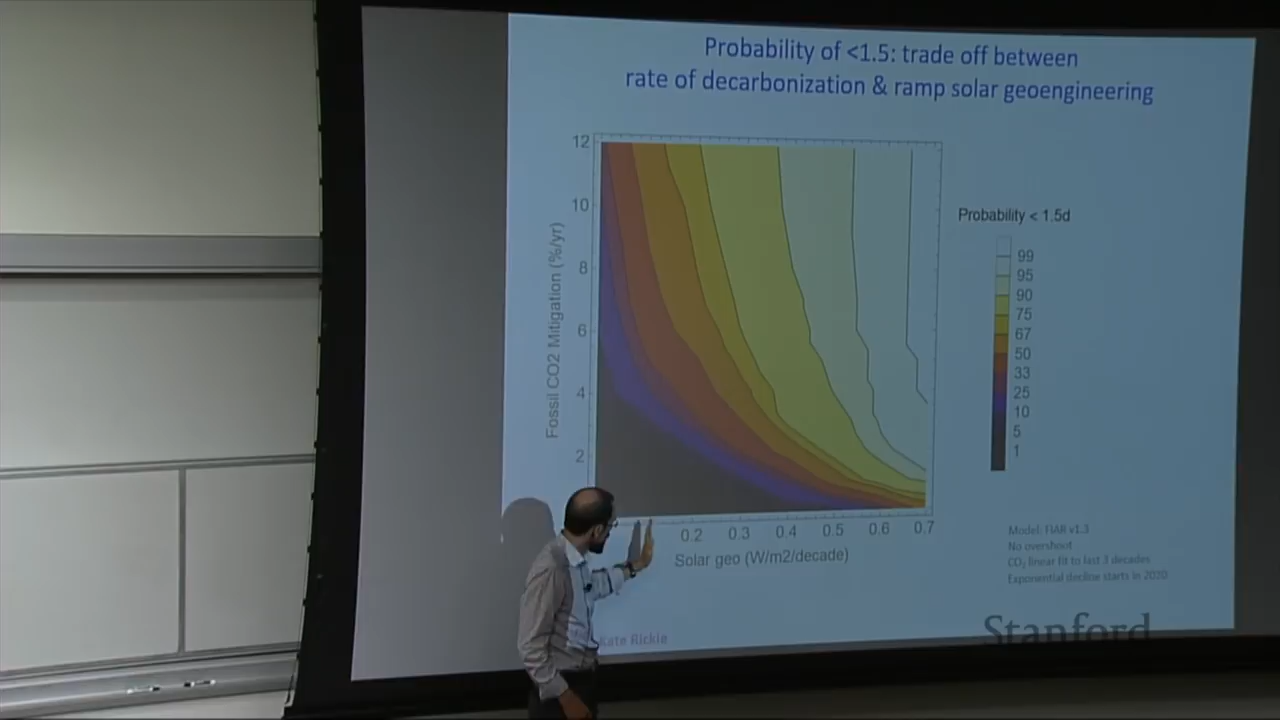 Probability of <1.5: trade off between
rate of decarbonization & ramp solar geoengineering
12
10
8
6
4
2
Fossil CO2 Mitigation (%/yr)
0.2 0.3 0.4 0.5 0.6 0.7
Solar geo (W/m2/decade)
Probability < 1.5d
99
95
90
75
67
50
33
25
10
5
1
Model: FIAR v1.3
No overshoot
CO₂ linear fit to last 3 decades
Exponential decline starts in 2020
Kate Rickie
Stanford